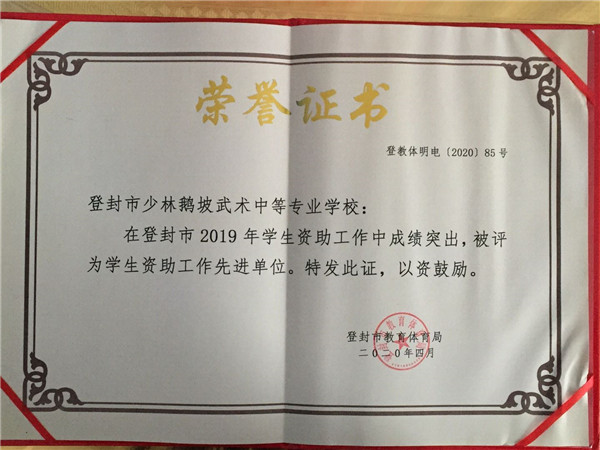 荣誉证书
登教体明电〔2020〕85号
登封市少林鹅坡武术中等专业学校：
在登封市2019年学生资助工作中成绩突出，被评
为学生资助工作先进单位。特发此证，以资鼓励。
登封市教育体育局
二〇二〇年四月